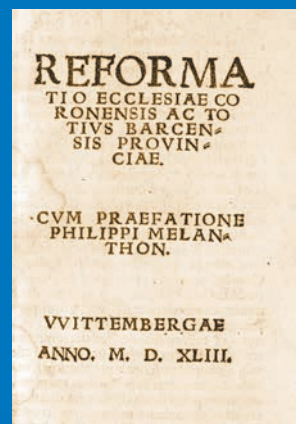 REFORMA
TIO ECCLESIAE CO
RONENSIS AC TO
TIVS BARCEN=
SIS PROVIN=
CIAE.
CVM PRAEFATIONE
PHILIPPI MELAN=
THON.
VVITTEMBERGAE
ANNO. M. D. XLIII.